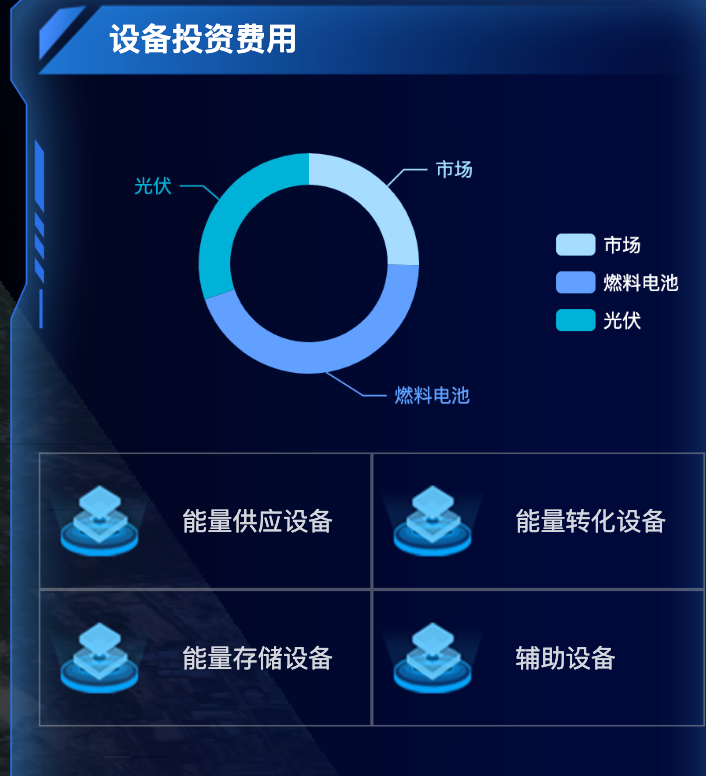 设备投资费用
市场
光伏
市场
燃料电池
光伏
燃料电池
能量供应设备
能量转化设备
能量存储设备
辅助设备